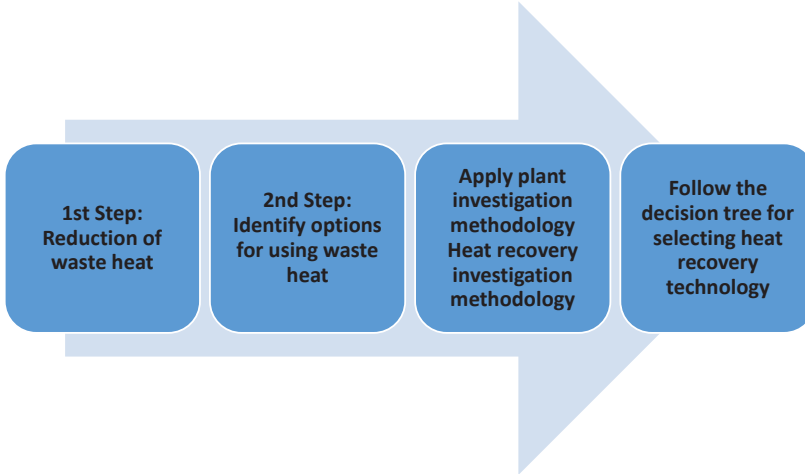 1st Step:
Reduction of
waste heat
2nd Step:
Identify options
for using waste
heat
Apply plant
investigation
methodology
Heat recovery
investigation
methodology
Follow the
decision tree for
selecting heat
recovery
technology